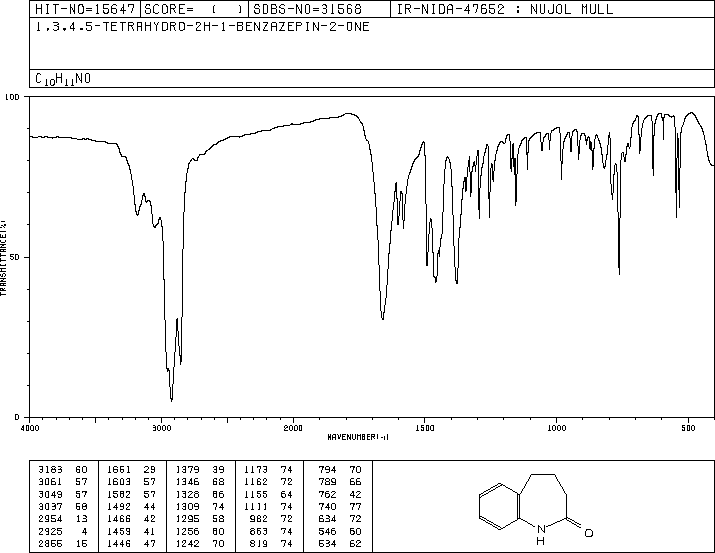 HIT-NO=15647 SCORE= ( ) SDBS-NO=31568 IR-NIDA-47652 : NUJOL MULL
1,3,4,5-TETRAHYDRO-2H-1-BENZAZEPIN-2-ONE
C10H11NO
100
50
0
TRANSMITTANCE(%)
4000 3000 2000 1500 1000 500
WAVENUMBER(-1)
3183 60 1661 29 1379 39 1173 74 794 70
3061 57 1603 57 1346 68 1162 72 789 66
3049 57 1582 57 1328 86 1155 64 762 42
3037 58 1492 44 1309 74 1111 74 740 77
2954 13 1466 42 1295 58 982 72 634 72
2925 4 1459 41 1256 60 863 74 546 60
2855 15 1446 47 1242 70 819 74 534 62
N
H
O